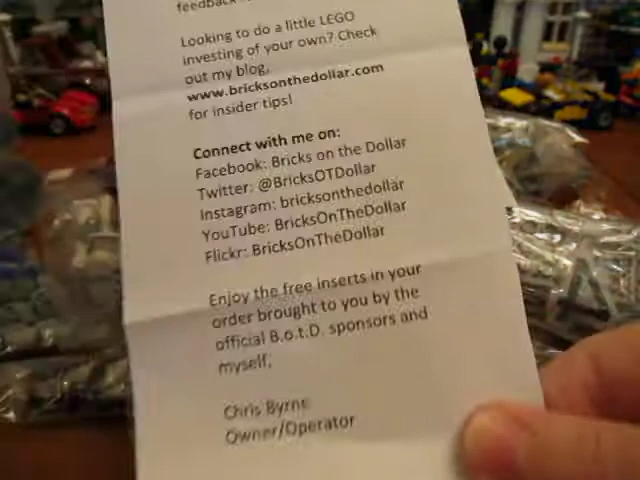 feedback
Looking to do a little LEGO
investing of your own? Check
out my blog,
www.bricksonthedollar.com
for insider tips!
Connect with me on:
Facebook: Bricks on the Dollar
Twitter: @BricksOTDollar
Instagram: bricksonthedollar
YouTube: BricksOnTheDollar
Flickr: BricksOnTheDollar
Enjoy the free inserts in your
order brought to you by the
official B.o.t.D. sponsors and
myself.
Chris Byrne
Owner/Operator